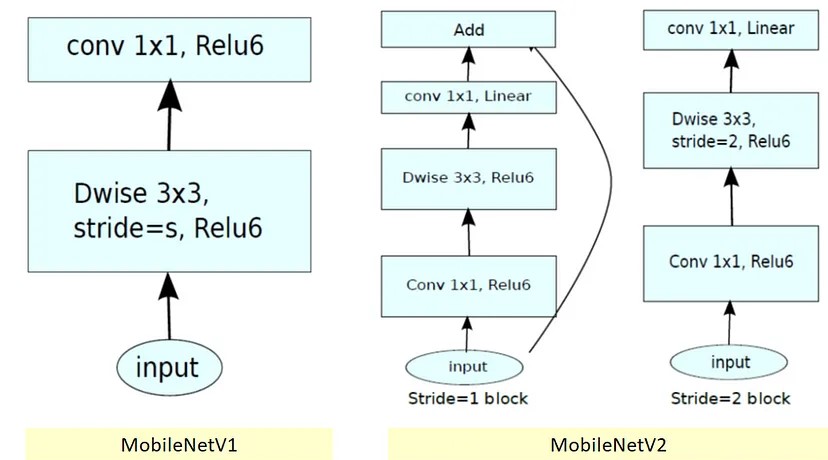 conv 1x1, Relu6
Dwise 3x3,
stride=s, Relu6
input
MobileNetV1
Add
conv 1x1, Linear
Dwise 3x3, Relu6
Conv 1x1, Relu6
input
Stride=1 block
conv 1x1, Linear
Dwise 3x3,
stride=2, Relu6
Conv 1x1, Relu6
input
Stride=2 block
MobileNetV2